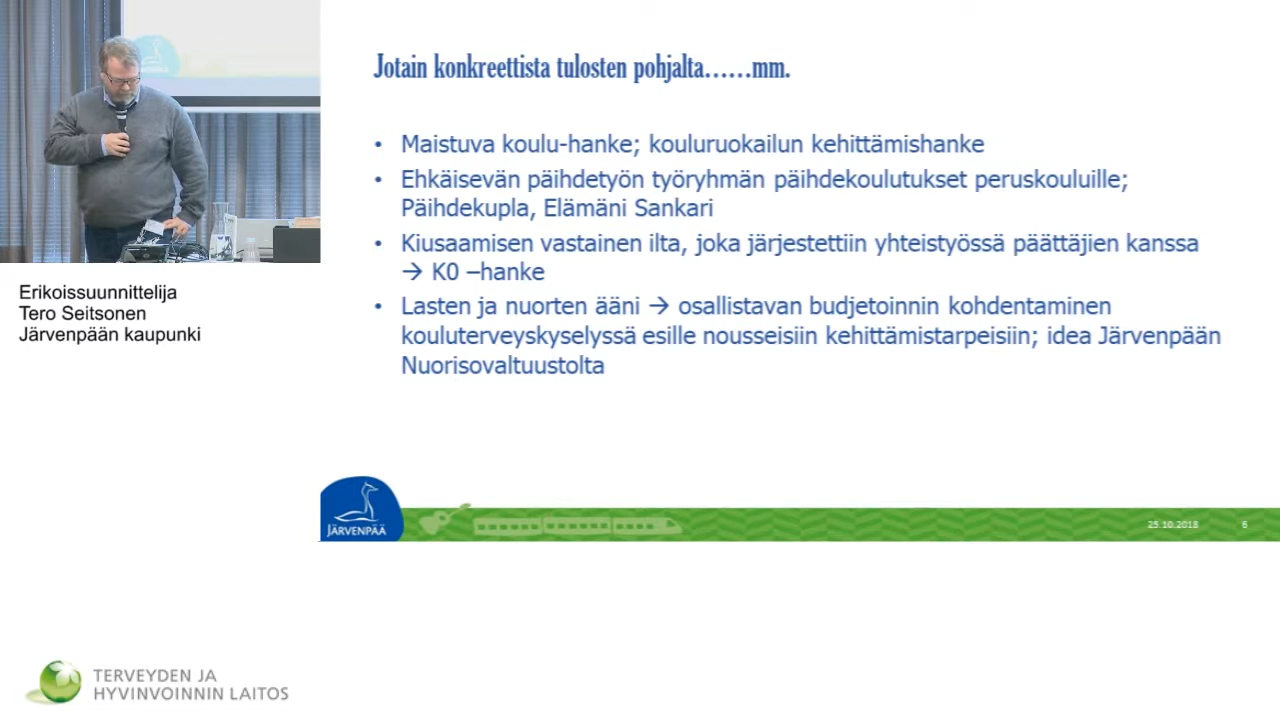 Jotain konkreettista tulosten pohjalta......mm.
• Maistuva koulu-hanke; kouluruokailun kehittämishanke
• Ehkäisevän päihdetyön työryhmän päihdekoulutukset peruskouluille;
Päihdekupla, Elämäni Sankari
• Kiusaamisen vastainen ilta, joka järjestettiin yhteistyössä päättäjien kanssa
→ K0 –hanke
• Lasten ja nuorten ääni → osallistavan budjetoinnin kohdentaminen
kouluterveyskyselyssä esille nousseisiin kehittämistarpeisiin; idea Järvenpään
Nuorisovaltuustolta
Erikoissuunnittelija
Tero Seitsonen
Järvenpään kaupunki
JÄRVENPÄÄ
25.10.2018
6
TERVEYDEN JA
HYVINVOINNIN LAITOS